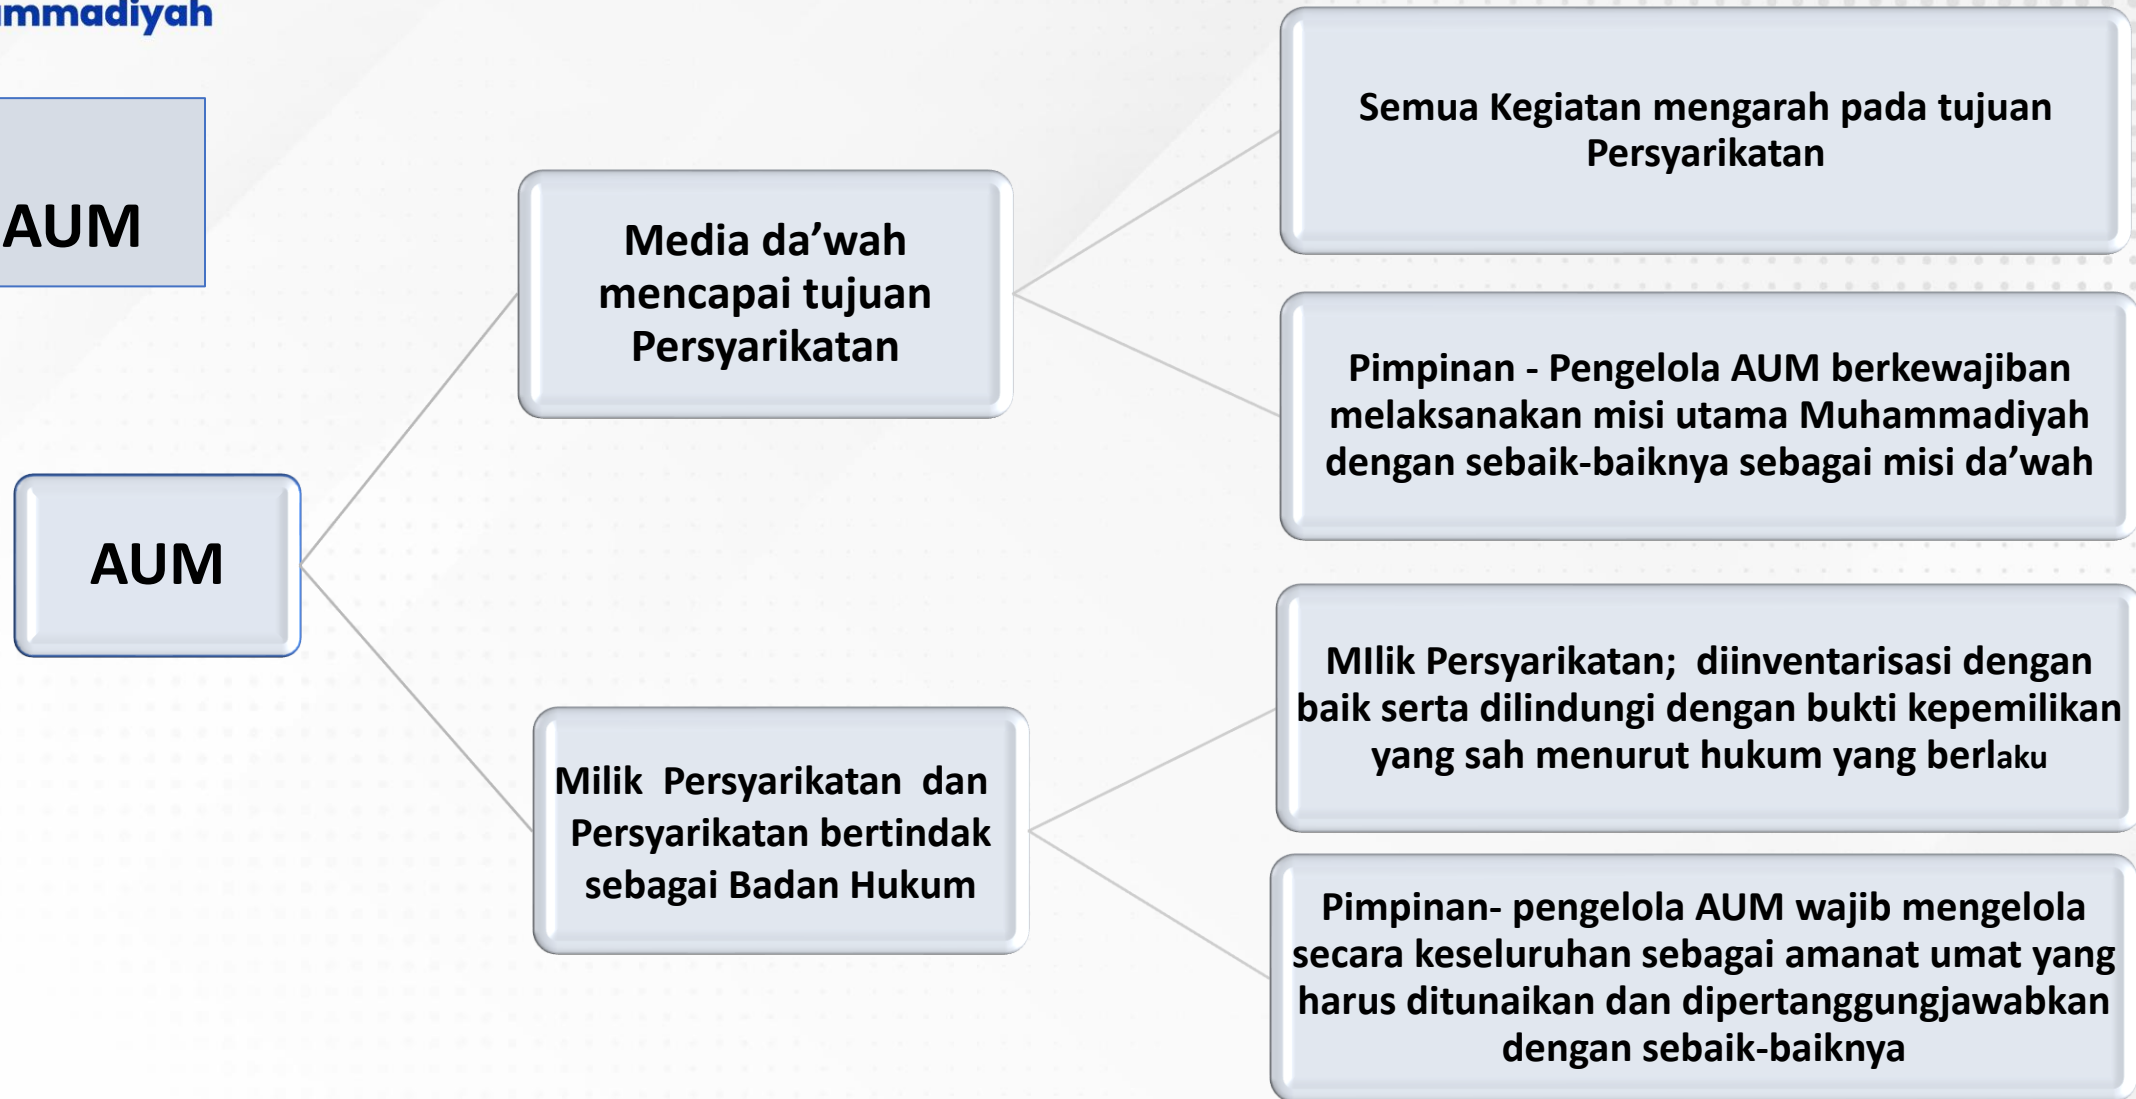 ammadiyah
AUM
AUM
Media da’wah
mencapai tujuan
Persyarikatan
Milik Persyarikatan dan
Persyarikatan bertindak
sebagai Badan Hukum
Semua Kegiatan mengarah pada tujuan
Persyarikatan
Pimpinan - Pengelola AUM berkewajiban
melaksanakan misi utama Muhammadiyah
dengan sebaik-baiknya sebagai misi da’wah
MIlik Persyarikatan; diinventarisasi dengan
baik serta dilindungi dengan bukti kepemilikan
yang sah menurut hukum yang berlaku
Pimpinan- pengelola AUM wajib mengelola
secara keseluruhan sebagai amanat umat yang
harus ditunaikan dan dipertanggungjawabkan
dengan sebaik-baiknya